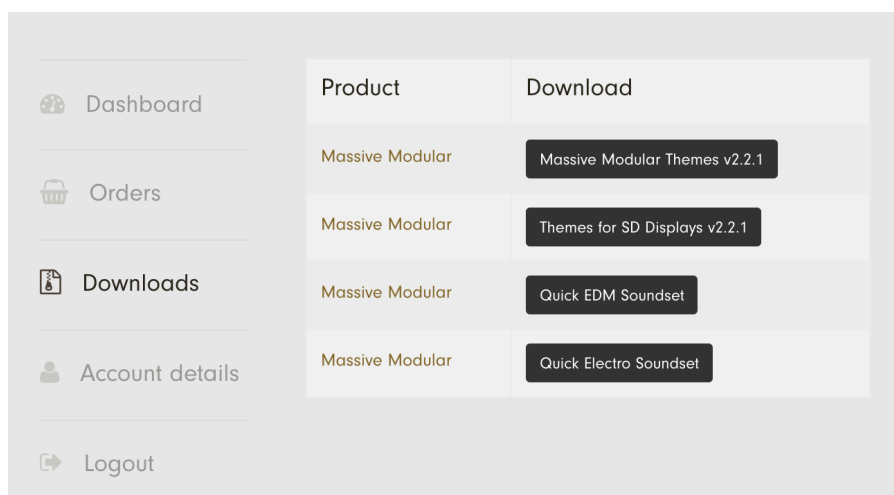 Dashboard
Orders
Downloads
Account details
Logout
Product Download
Massive Modular Massive Modular Themes v2.2.1
Massive Modular Themes for SD Displays v2.2.1
Massive Modular Quick EDM Soundset
Massive Modular Quick Electro Soundset